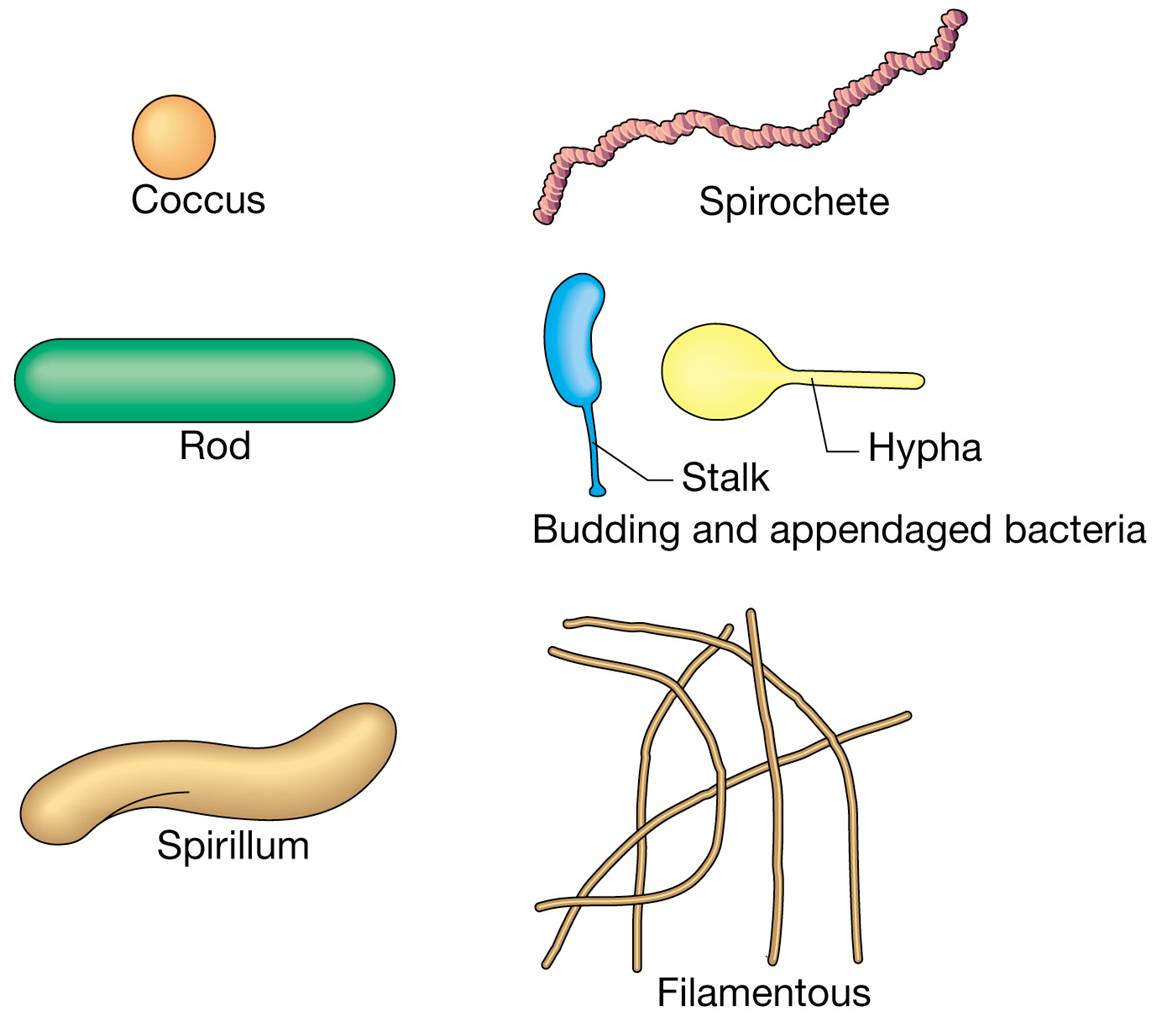 Coccus
Spirochete
Rod
Hypha
Stalk
Budding and appendaged bacteria
Spirillum
Filamentous